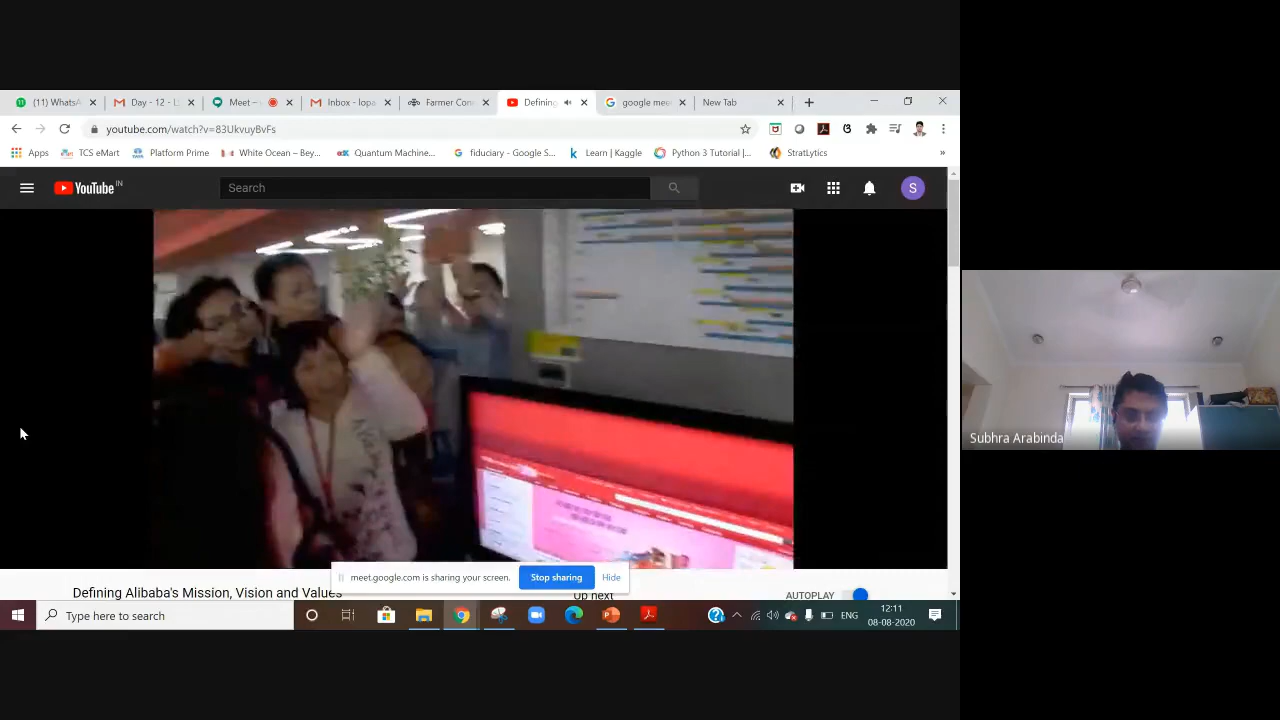 (11) WhatsA
Day - 12 - L
Meet –
Inbox - lopa
Farmer Con
Defining
google mee
New Tab
youtube.com/watch?v=83UkvuyBvFs
Apps
TCS eMart
Platform Prime
White Ocean – Bey...
Quantum Machine...
fiduciary - Google S...
Learn | Kaggle
Python 3 Tutorial |...
StratLytics
»
YouTube IN
Search
S
Subhra Arabinda
meet.google.com is sharing your screen.
Stop sharing
Hide
Defining Alibaba's Mission, Vision and Values
Up next
AUTOPLAY
Type here to search
ENG
12:11
08-08-2020